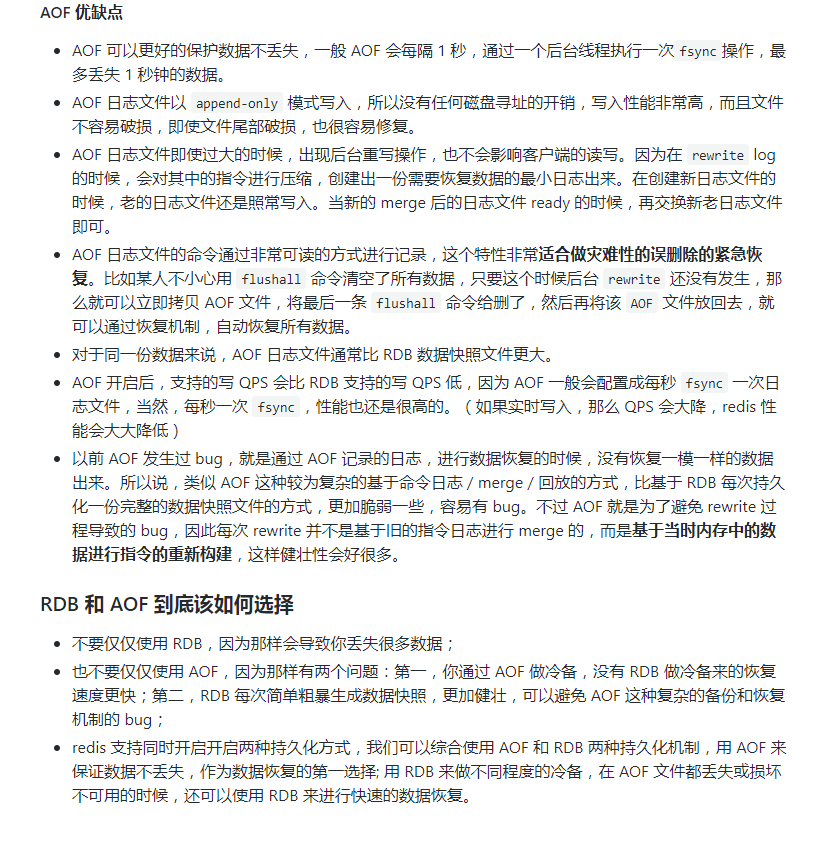 AOF 优缺点
AOF 可以更好的保护数据不丢失，一般 AOF 会每隔 1 秒，通过一个后台线程执行一次 fsync 操作，最
多丢失 1 秒钟的数据。
AOF 日志文件以 append-only 模式写入，所以没有任何磁盘寻址的开销，写入性能非常高，而且文件
不容易破损，即使文件尾部破损，也很容易修复。
AOF 日志文件即使过大的时候，出现后台重写操作，也不会影响客户端的读写。因为在 rewrite log
的时候，会对其中的指令进行压缩，创建出一份需要恢复数据的最小日志出来。在创建新日志文件的
时候，老的日志文件还是照常写入。当新的 merge 后的日志文件 ready 的时候，再交换新老日志文件
即可。
AOF 日志文件的命令通过非常可读的方式进行记录，这个特性非常适合做灾难性的误删除的紧急恢
复。比如某人不小心用 flushall 命令清空了所有数据，只要这个时候后台 rewrite 还没有发生，那
么就可以立即拷贝 AOF 文件，将最后一条 flushall 命令给删了，然后再将该 AOF 文件放回去，就
可以通过恢复机制，自动恢复所有数据。
对于同一份数据来说，AOF 日志文件通常比 RDB 数据快照文件更大。
AOF 开启后，支持的写 QPS 会比 RDB 支持的写 QPS 低，因为 AOF 一般会配置成每秒 fsync 一次日
志文件，当然，每秒一次 fsync ，性能也还是很高的。（如果实时写入，那么 QPS 会大降，redis 性
能会大大降低）
以前 AOF 发生过 bug，就是通过 AOF 记录的日志，进行数据恢复的时候，没有恢复一模一样的数据
出来。所以说，类似 AOF 这种较为复杂的基于命令日志 / merge / 回放的方式，比基于 RDB 每次持久
化一份完整的数据快照文件的方式，更加脆弱一些，容易有 bug。不过 AOF 就是为了避免 rewrite 过
程导致的 bug，因此每次 rewrite 并不是基于旧的指令日志进行 merge 的，而是基于当时内存中的数
据进行指令的重新构建，这样健壮性会好很多。
RDB 和 AOF 到底该如何选择
不要仅仅使用 RDB，因为那样会导致你丢失很多数据；
也不要仅仅使用 AOF，因为那样有两个问题：第一，你通过 AOF 做冷备，没有 RDB 做冷备来的恢复
速度更快；第二，RDB 每次简单粗暴生成数据快照，更加健壮，可以避免 AOF 这种复杂的备份和恢复
机制的 bug；
redis 支持同时开启开启两种持久化方式，我们可以综合使用 AOF 和 RDB 两种持久化机制，用 AOF 来
保证数据不丢失，作为数据恢复的第一选择; 用 RDB 来做不同程度的冷备，在 AOF 文件都丢失或损坏
不可用的时候，还可以使用 RDB 来进行快速的数据恢复。